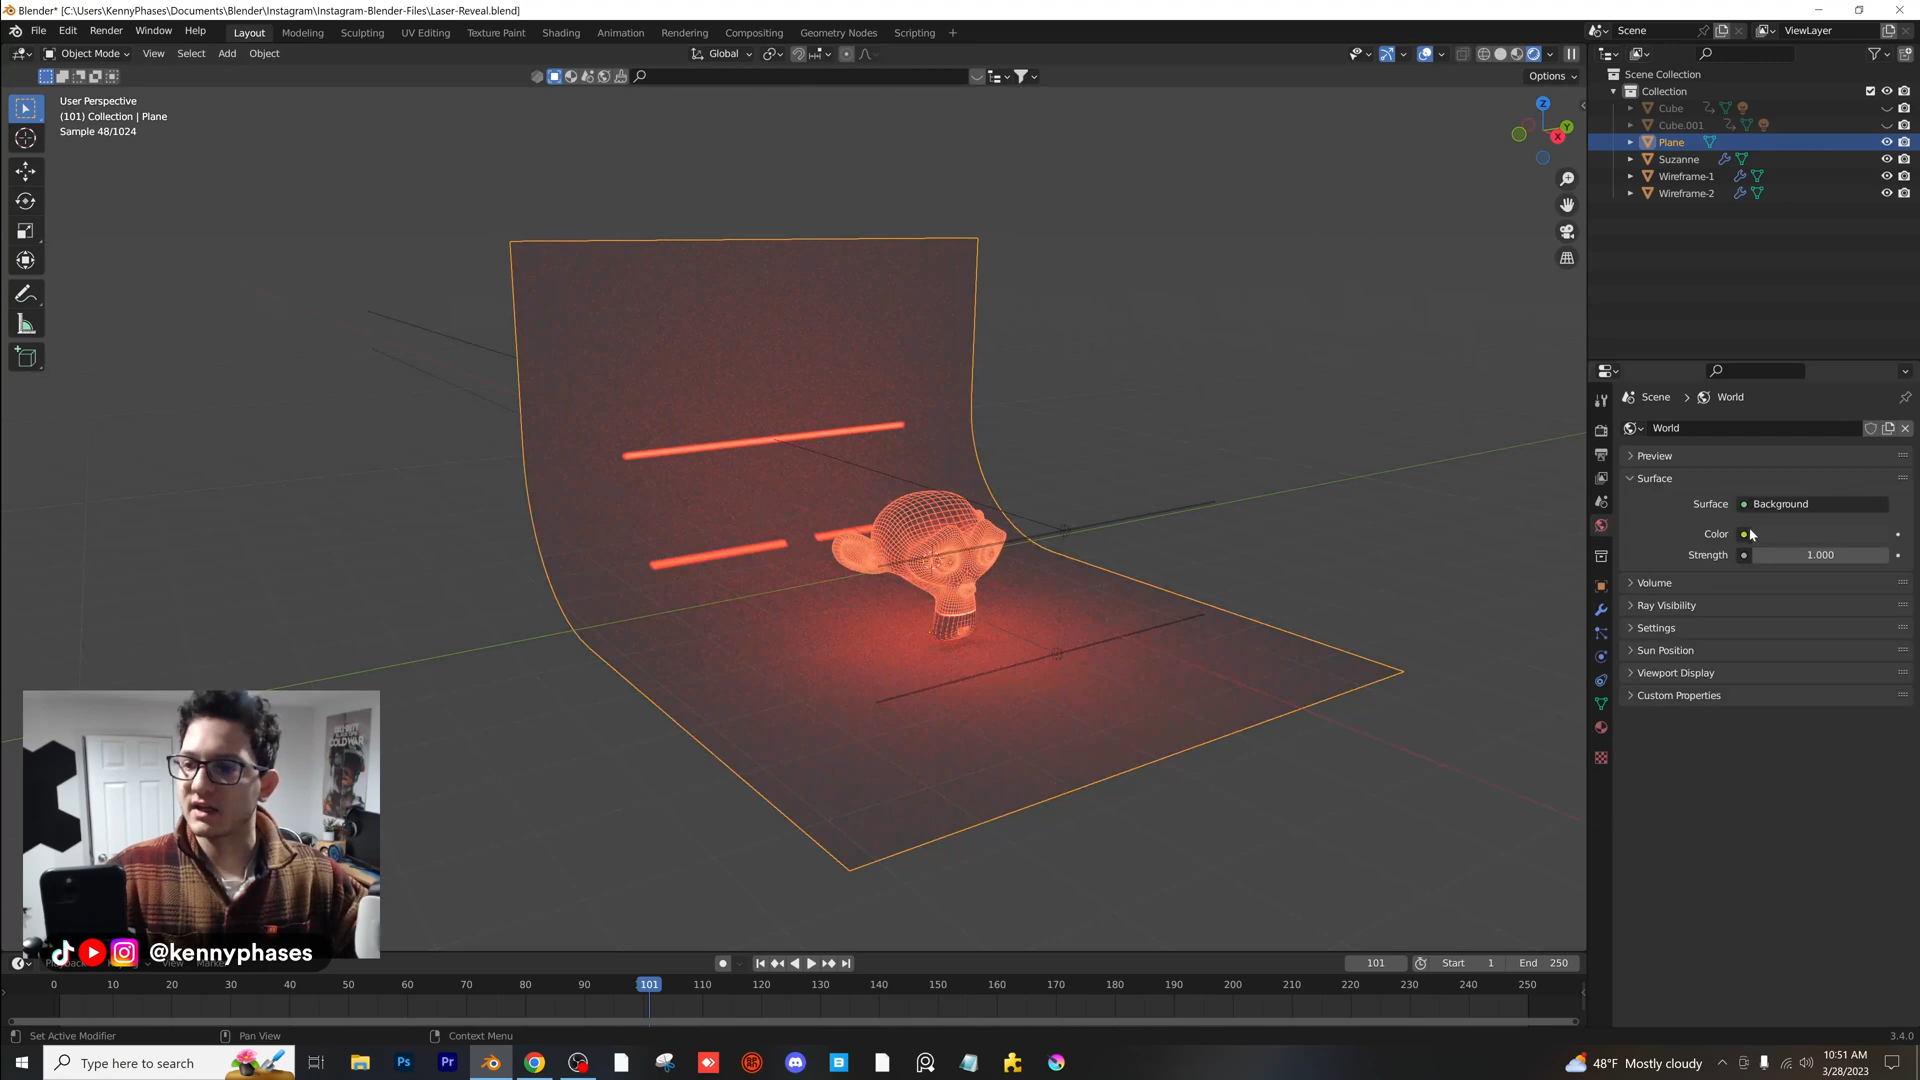 Blender* [C:\Users\KennyPhases\Documents\Blender\Instagram\Instagram-Blender-Files\Laser-Reveal.blend]
File Edit Render Window Help Layout Modeling Sculpting UV Editing Texture Paint Shading Animation Rendering Compositing Geometry Nodes Scripting Scene ViewLayer
Object Mode View Select Add Object Global
Options
User Perspective
(101) Collection | Plane
Sample 48/1024
Z
Y
X
Scene Collection
Collection
Cube
Cube.001
Plane
Suzanne
Wireframe-1
Wireframe-2
Scene World
World
Preview
Surface
Surface Background
Color
Strength 1.000
Volume
Ray Visibility
Settings
Sun Position
Viewport Display
Custom Properties
COLD WAR
@kennyphases
101 Start 1 End 250
0 10 20 30 40 50 60 70 80 90 101 110 120 130 140 150 160 170 180 190 200 210 220 230 240 250
Set Active Modifier Pan View Context Menu 3.4.0
Type here to search Ps Pr 48°F Mostly cloudy 10:51 AM
3/28/2023